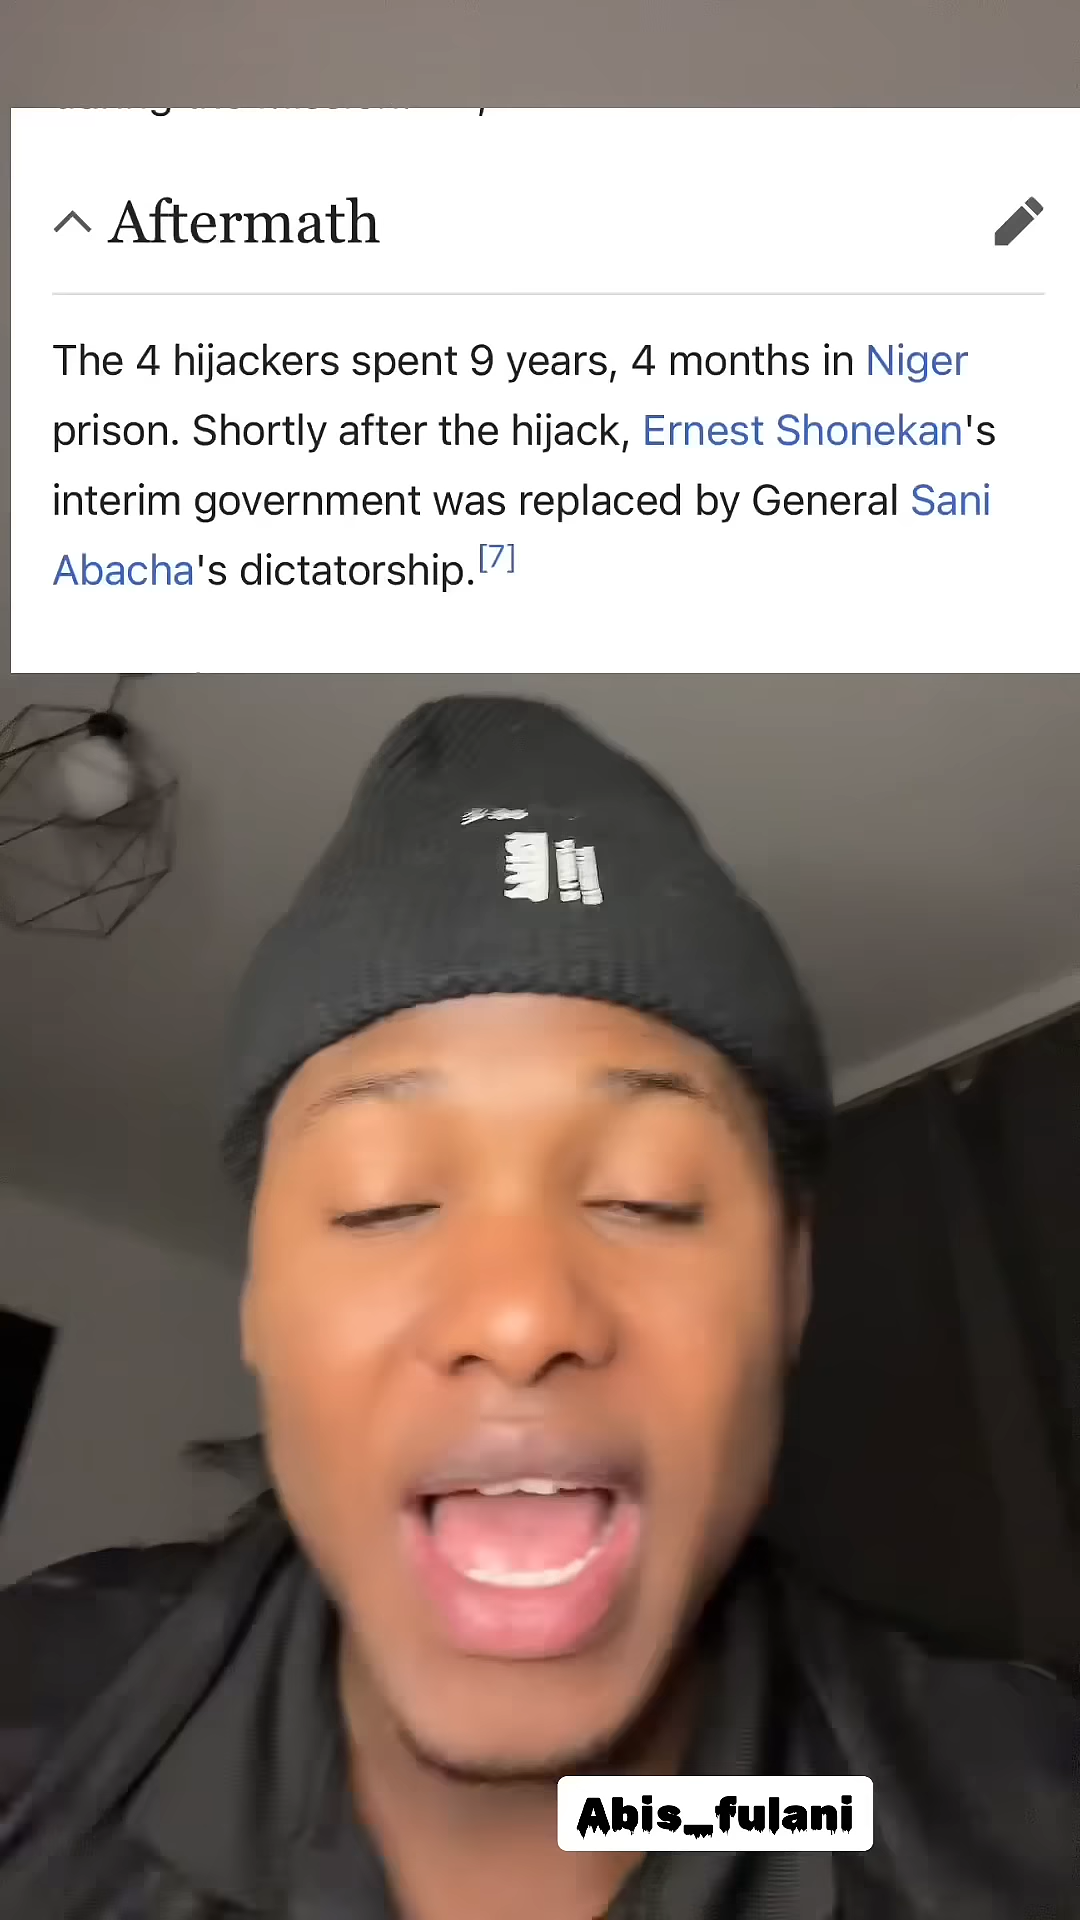 Aftermath
The 4 hijackers spent 9 years, 4 months in Niger
prison. Shortly after the hijack, Ernest Shonekan's
interim government was replaced by General Sani
Abacha's dictatorship.[7]
Abis_fulani